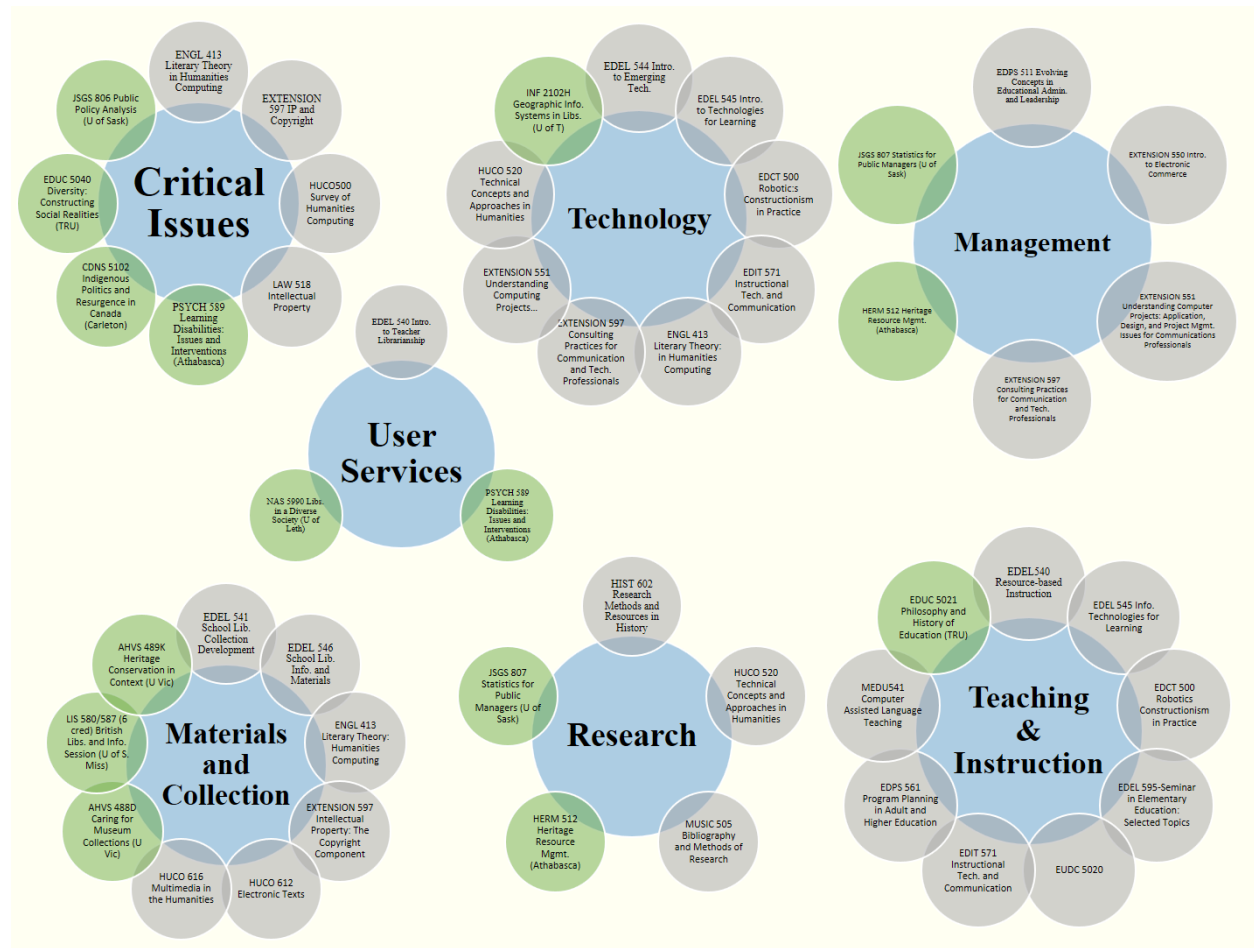 ENGL 413
Literary Theory
in Humanities
Computing
EXTENSION
597 IP and
Copyright
HUCO500
Survey of
Humanities
Computing
LAW 518
Intellectual
Property
PSYCH 589
Learning
Disabilities:
Issues and
Interventions
(Athabasca)
CDNS 5102
Indigenous
Politics and
Resurgence in
Canada
(Carleton)
EDUC 5040
Diversity:
Constructing
Social Realities
(TRU)
JSGS 806 Public
Policy Analysis
(U of Sask)
Critical
Issues
EDEL 544 Intro.
to Emerging
Tech.
EDEL 545 Intro.
to Technologies
for Learning
EDCT 500
Robotic:s
Constructionism
in Practice
EDIT 571
Instructional
Tech. and
Communication
ENGL 413
Literary Theory:
in Humanities
Computing
EXTENSION 597
Consulting
Practices for
Communication
and Tech.
Professionals
EXTENSION 551
Understanding
Computing
Projects...
HUCO 520
Technical
Concepts and
Approaches in
Humanities
INF 2102H
Geographic Info.
Systems in Libs.
(U of T)
Technology
EDPS 511 Evolving
Concepts in
Educational Admin.
and Leadership
EXTENSION 550 Intro.
to Electronic
Commerce
EXTENSION 551
Understanding Computer
Projects: Application,
Design, and Project Mgmt.
Issues for Communications
Professionals
EXTENSION 597
Consulting Practices
for Communication
and Tech.
Professionals
HERM 512 Heritage
Resource Mgmt.
(Athabasca)
JSGS 807 Statistics for
Public Managers (U of
Sask)
Management
EDEL 540 Intro.
to Teacher
Librarianship
User
Services
NAS 5990 Libs.
in a Diverse
Society (U of
Leth)
PSYCH 589
Learning
Disabilities:
Issues and
Interventions
(Athabasca)
EDEL 541
School Lib.
Collection
Development
EDEL 546
School Lib.
Info. and
Materials
ENGL 413
Literary Theory:
Humanities
Computing
EXTENSION 597
Intellectual
Property: The
Copyright
Component
HUCO 612
Electronic Texts
HUCO 616
Multimedia in
the Humanities
AHVS 488D
Caring for
Museum
Collections (U
Vic)
LIS 580/587 (6
cred) British
Libs. and Info.
Session (U of S.
Miss)
AHVS 489K
Heritage
Conservation in
Context (U Vic)
Materials
and
Collection
HIST 602
Research
Methods and
Resources in
History
HUCO 520
Technical
Concepts and
Approaches in
Humanities
MUSIC 505
Bibliography
and Methods of
Research
HERM 512
Heritage
Resource
Mgmt.
(Athabasca)
JSGS 807
Statistics for
Public
Managers (U of
Sask)
Research
EDEL540
Resource-based
Instruction
EDEL 545 Info.
Technologies for
Learning
EDCT 500
Robotics
Constructionism
in Practice
EDEL 595-Seminar
in Elementary
Education:
Selected Topics
EUDC 5020
EDIT 571
Instructional
Tech. and
Communication
EDPS 561
Program Planning
in Adult and
Higher Education
MEDU541
Computer
Assisted Language
Teaching
EDUC 5021
Philosophy and
History of
Education (TRU)
Teaching
&
Instruction